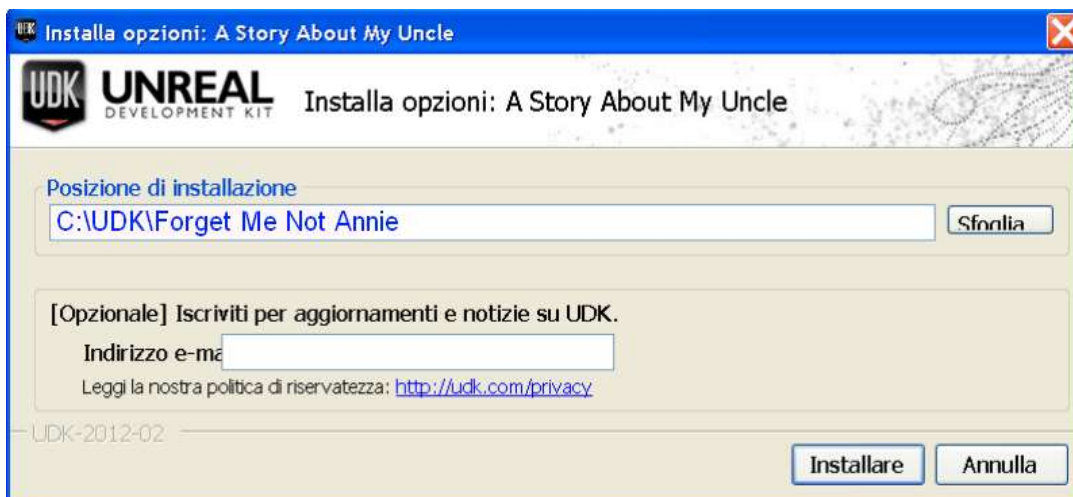 UDK Installa opzioni: A Story About My Uncle
UDK UNREAL
DEVELOPMENT KIT
Installa opzioni: A Story About My Uncle
Posizione di installazione
C:\UDK\Forget Me Not Annie
Sfoglia
[Opzionale] Iscriviti per aggiornamenti e notizie su UDK.
Indirizzo e-ma
Leggi la nostra politica di riservatezza: http://udk.com/privacy
UDK-2012-02
Installare Annulla